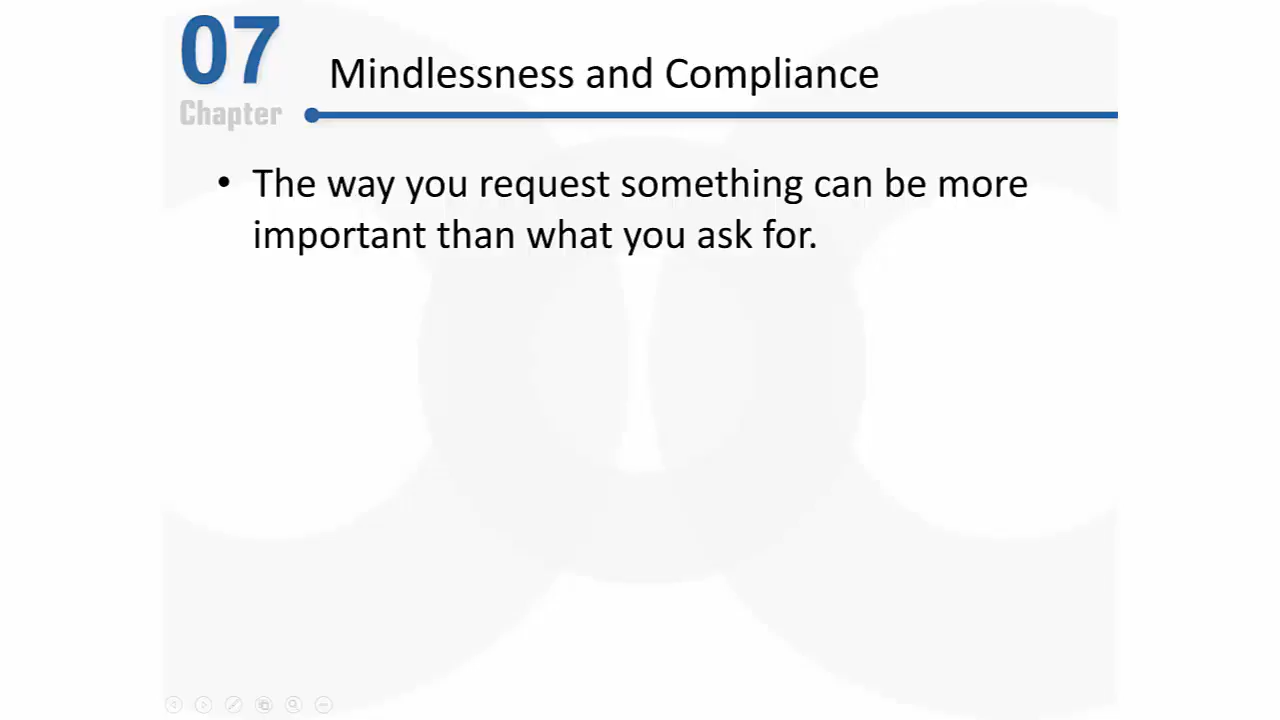 07
Chapter
Mindlessness and Compliance
• The way you request something can be more
important than what you ask for.